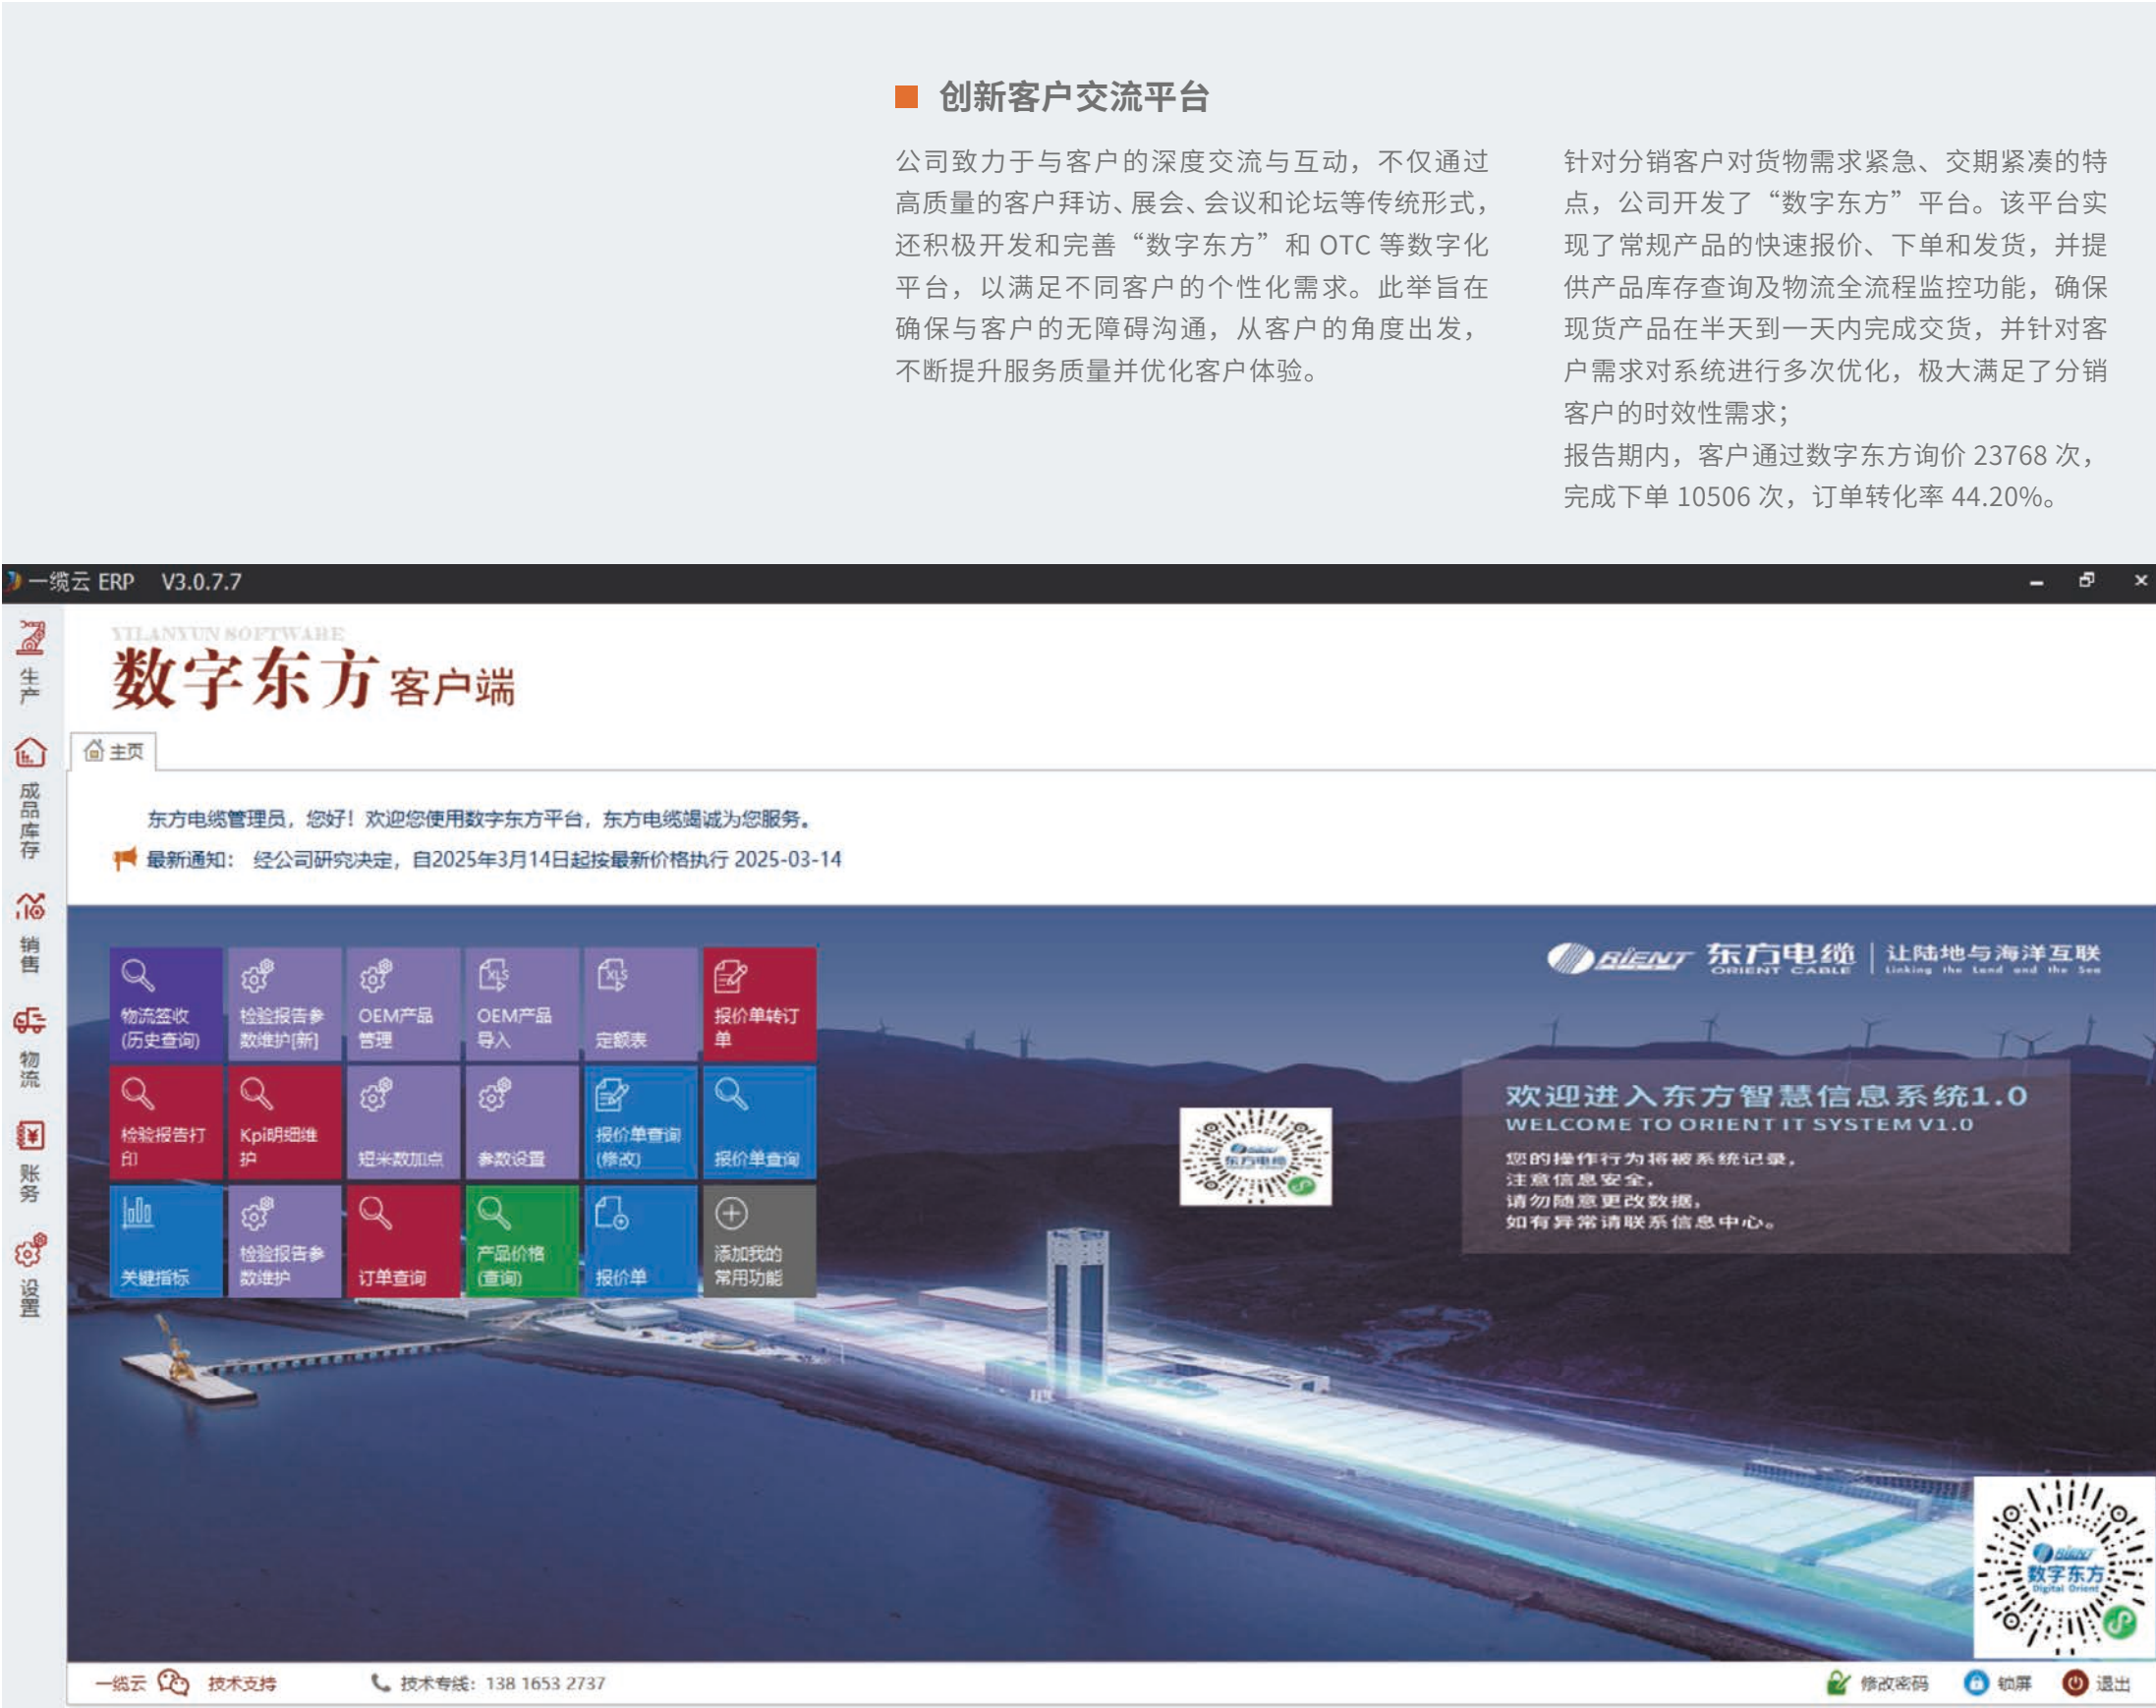 创新客户交流平台
公司致力于与客户的深度交流与互动，不仅通过
高质量的客户拜访、展会、会议和论坛等传统形式，
还积极开发和完善“数字东方”和 OTC 等数字化
平台，以满足不同客户的个性化需求。此举旨在
确保与客户的无障碍沟通，从客户的角度出发，
不断提升服务质量并优化客户体验。
针对分销客户对货物需求紧急、交期紧凑的特
点，公司开发了“数字东方”平台。该平台实
现了常规产品的快速报价、下单和发货，并提
供产品库存查询及物流全流程监控功能，确保
现货产品在半天到一天内完成交货，并针对客
户需求对系统进行多次优化，极大满足了分销
客户的时效性需求；
报告期内，客户通过数字东方询价 23768 次，
完成下单 10506 次，订单转化率 44.20%。
一缆云 ERP V3.0.7.7
生产
成品库存
销售
物流
账务
设置
YILANYUN SOFTWARE
数字东方 客户端
主页
东方电缆管理员，您好！欢迎您使用数字东方平台，东方电缆竭诚为您服务。
最新通知： 经公司研究决定，自2025年3月14日起按最新价格执行 2025-03-14
物流签收
(历史查询)
检验报告参
数维护[新]
OEM产品
管理
OEM产品
导入
XLS
定额表
XLS
报价单转订
单
检验报告打
印
Kpi明细维
护
短米数加点
参数设置
报价单查询
(修改)
报价单查询
关键指标
检验报告参
数维护
订单查询
产品价格
(查询)
报价单
添加我的
常用功能
ORIENT 东方电缆 让陆地与海洋互联
ORIENT CABLE Linking the Land and the Sea
欢迎进入东方智慧信息系统1.0
WELCOME TO ORIENT IT SYSTEM V1.0
您的操作行为将被系统记录，
注意信息安全，
请勿随意更改数据，
如有异常请联系信息中心。
ORIENT
东方电缆
ORIENT
数字东方
Digital Orient
一缆云 技术支持 技术专线：138 1653 2737
修改密码 锁屏 退出